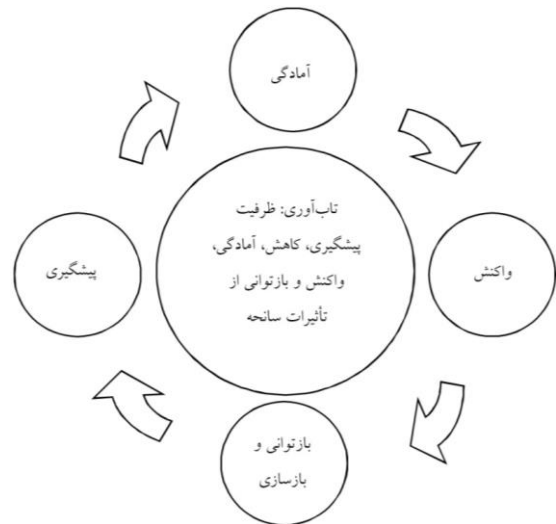 آمادگی
تاب‌آوری: ظرفیت
پیشگیری، کاهش، آمادگی،
واکنش و بازتوانی از
تأثیرات سانحه
واکنش
پیشگیری
بازتوانی و
بازسازی